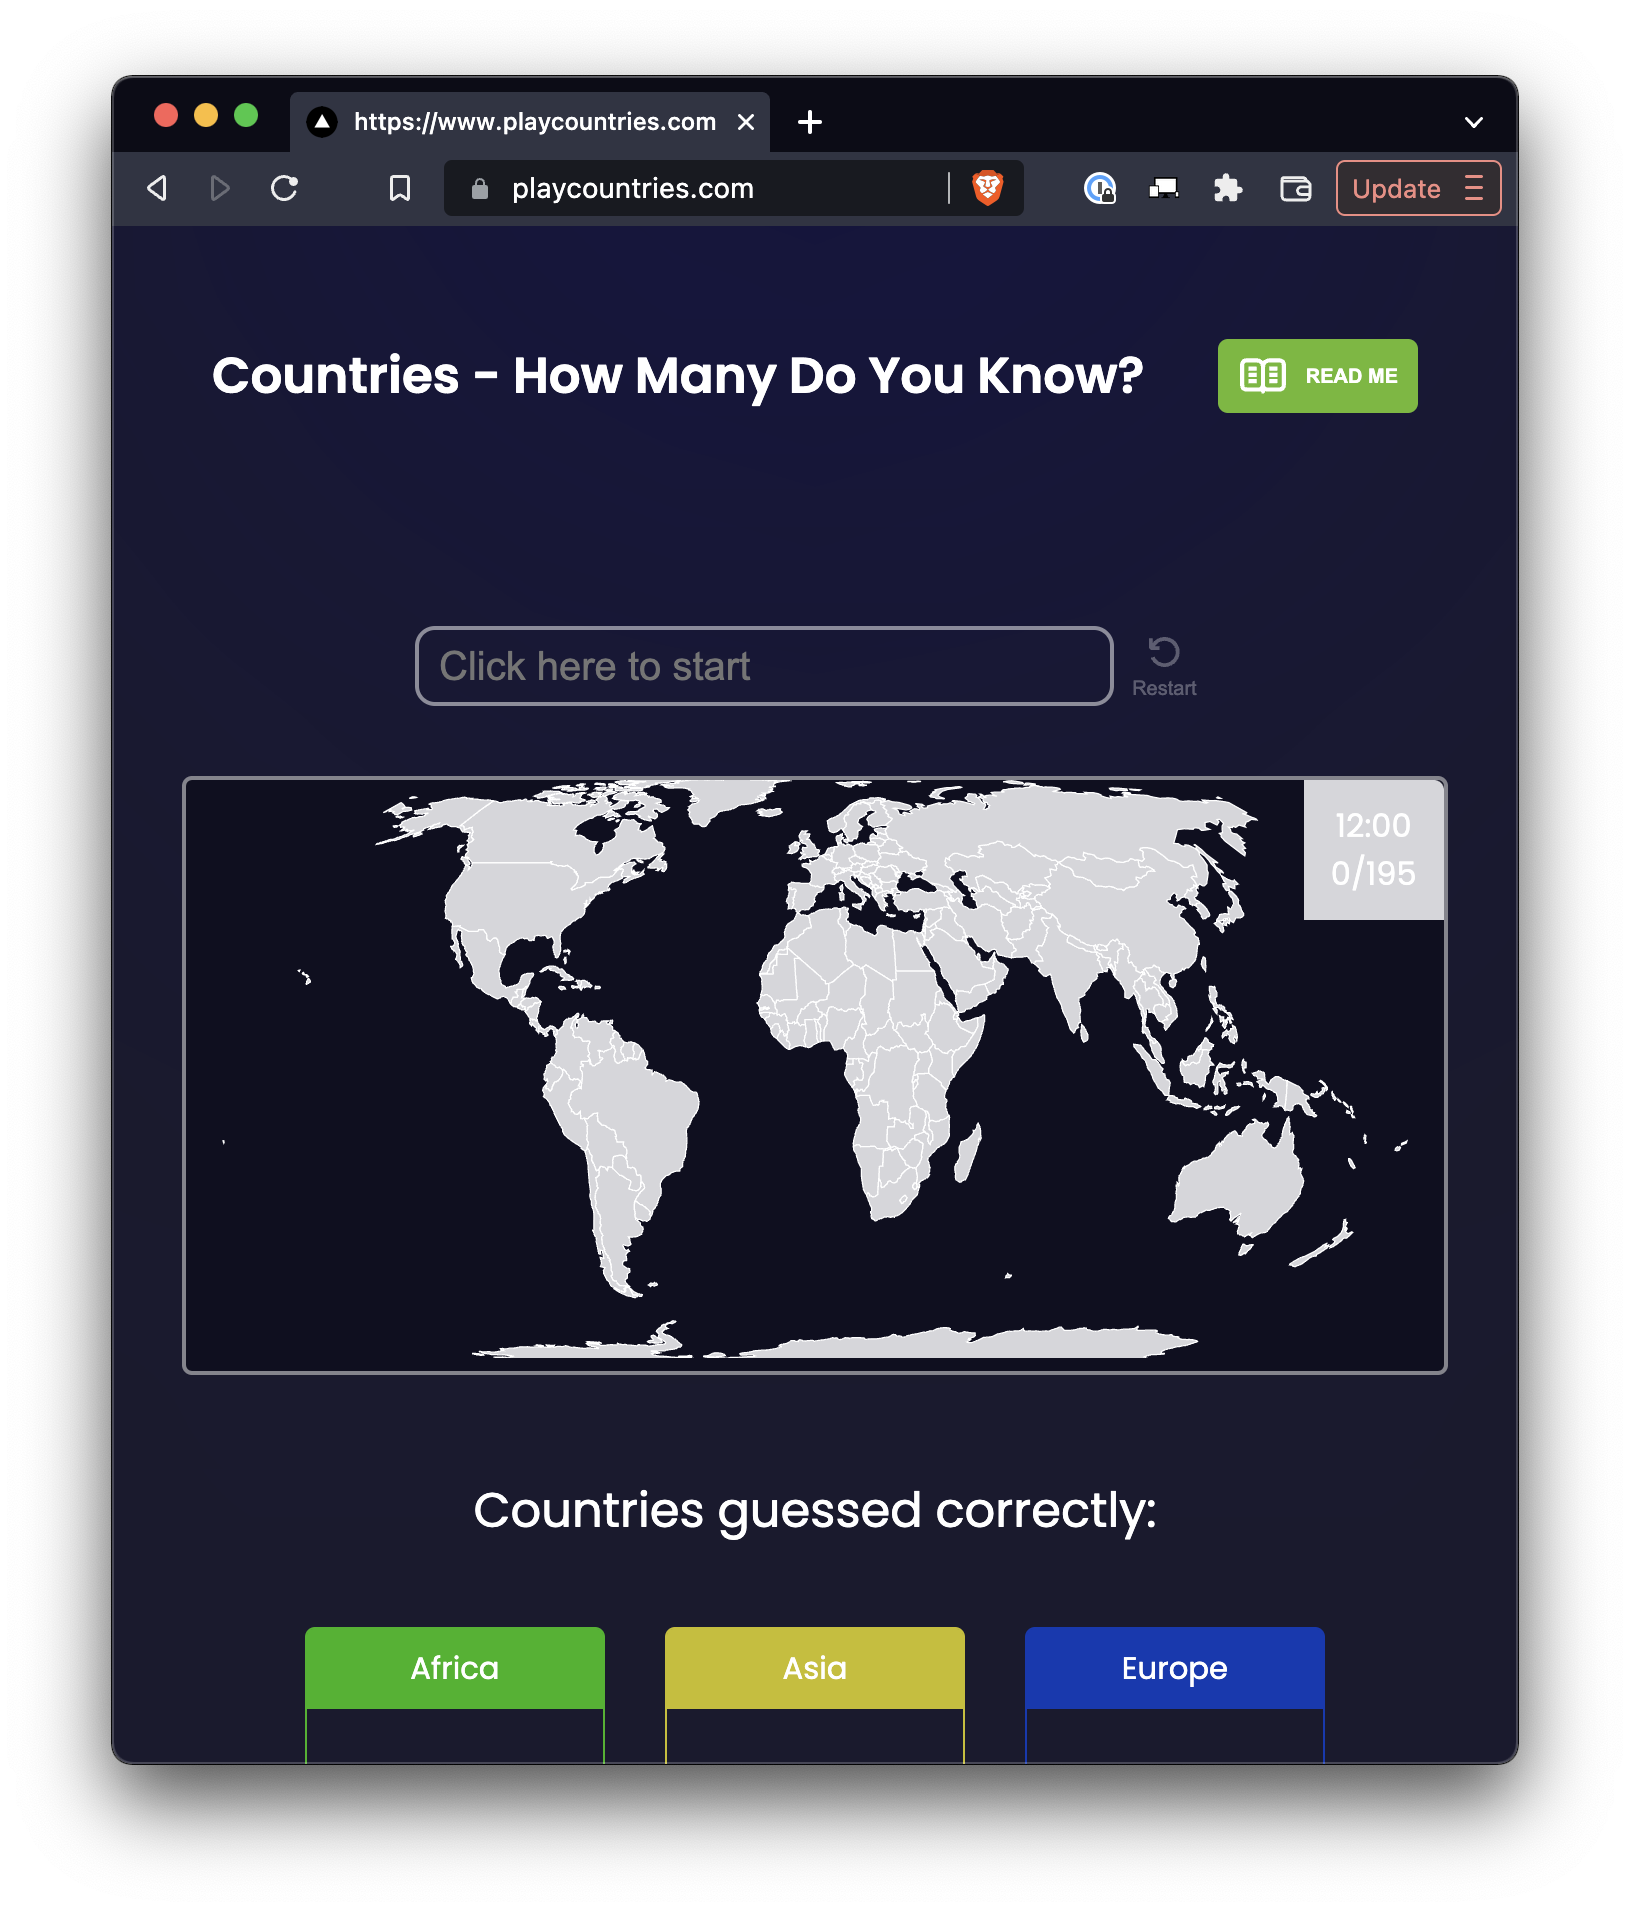 https://www.playcountries.com
playcountries.com
Update
Countries - How Many Do You Know?
READ ME
Click here to start
Restart
12:00
0/195
Countries guessed correctly:
Africa
Asia
Europe